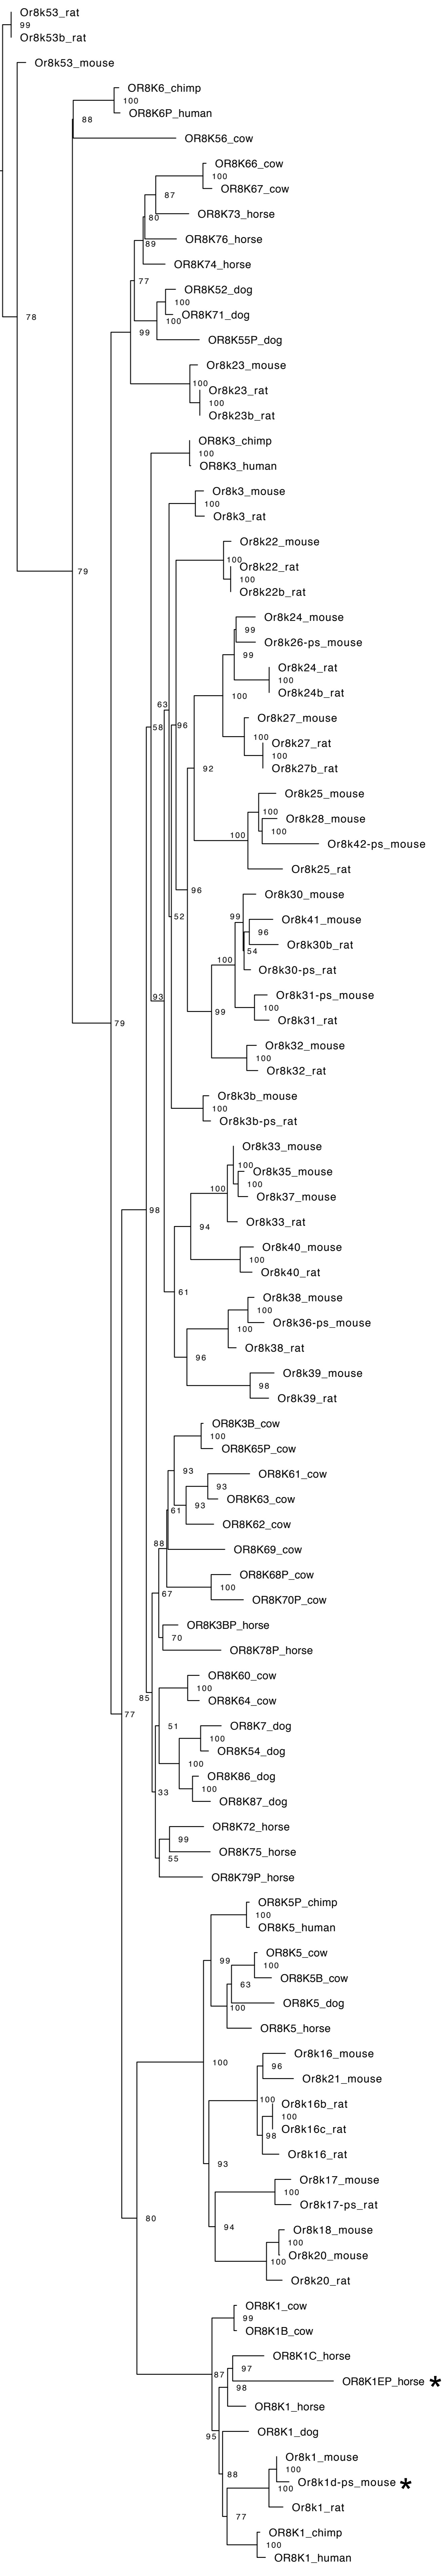 Or8k53_rat
99
Or8k53b_rat
Or8k53_mouse
OR8K6_chimp
100
OR8K6P_human
88
OR8K56_cow
OR8K66_cow
100
OR8K67_cow
87
OR8K73_horse
80
OR8K76_horse
89
OR8K74_horse
77
OR8K52_dog
100
OR8K71_dog
100
78
99
OR8K55P_dog
Or8k23_mouse
100
Or8k23_rat
100
Or8k23b_rat
OR8K3_chimp
100
OR8K3_human
Or8k3_mouse
100
Or8k3_rat
Or8k22_mouse
100
Or8k22_rat
79
100
Or8k22b_rat
Or8k24_mouse
99
Or8k26-ps_mouse
99
Or8k24_rat
100
Or8k24b_rat
100
63
Or8k27_mouse
58
96
100
Or8k27_rat
100
Or8k27b_rat
92
Or8k25_mouse
100
Or8k28_mouse
100
100
Or8k42-ps_mouse
Or8k25_rat
96
Or8k30_mouse
52
99
Or8k41_mouse
96
Or8k30b_rat
54
100
Or8k30-ps_rat
93
Or8k31-ps_mouse
100
99
Or8k31_rat
79
Or8k32_mouse
100
Or8k32_rat
Or8k3b_mouse
100
Or8k3b-ps_rat
Or8k33_mouse
100
Or8k35_mouse
100
100
Or8k37_mouse
98
Or8k33_rat
94
Or8k40_mouse
100
Or8k40_rat
61
Or8k38_mouse
100
Or8k36-ps_mouse
100
Or8k38_rat
96
Or8k39_mouse
98
Or8k39_rat
OR8K3B_cow
100
OR8K65P_cow
93
OR8K61_cow
93
OR8K63_cow
93
61
OR8K62_cow
88
OR8K69_cow
OR8K68P_cow
100
67
OR8K70P_cow
OR8K3BP_horse
70
OR8K78P_horse
OR8K60_cow
100
85
OR8K64_cow
77
51
OR8K7_dog
100
OR8K54_dog
100
OR8K86_dog
100
33
OR8K87_dog
OR8K72_horse
99
OR8K75_horse
55
OR8K79P_horse
OR8K5P_chimp
100
OR8K5_human
OR8K5_cow
99
100
OR8K5B_cow
63
OR8K5_dog
100
OR8K5_horse
Or8k16_mouse
100
96
Or8k21_mouse
100
Or8k16b_rat
100
Or8k16c_rat
98
Or8k16_rat
93
Or8k17_mouse
100
Or8k17-ps_rat
80
94
Or8k18_mouse
100
Or8k20_mouse
100
Or8k20_rat
OR8K1_cow
99
OR8K1B_cow
OR8K1C_horse
97
87
OR8K1EP_horse *
98
OR8K1_horse
OR8K1_dog
95
Or8k1_mouse
100
88
Or8k1d-ps_mouse *
100
Or8k1_rat
77
OR8K1_chimp
100
OR8K1_human